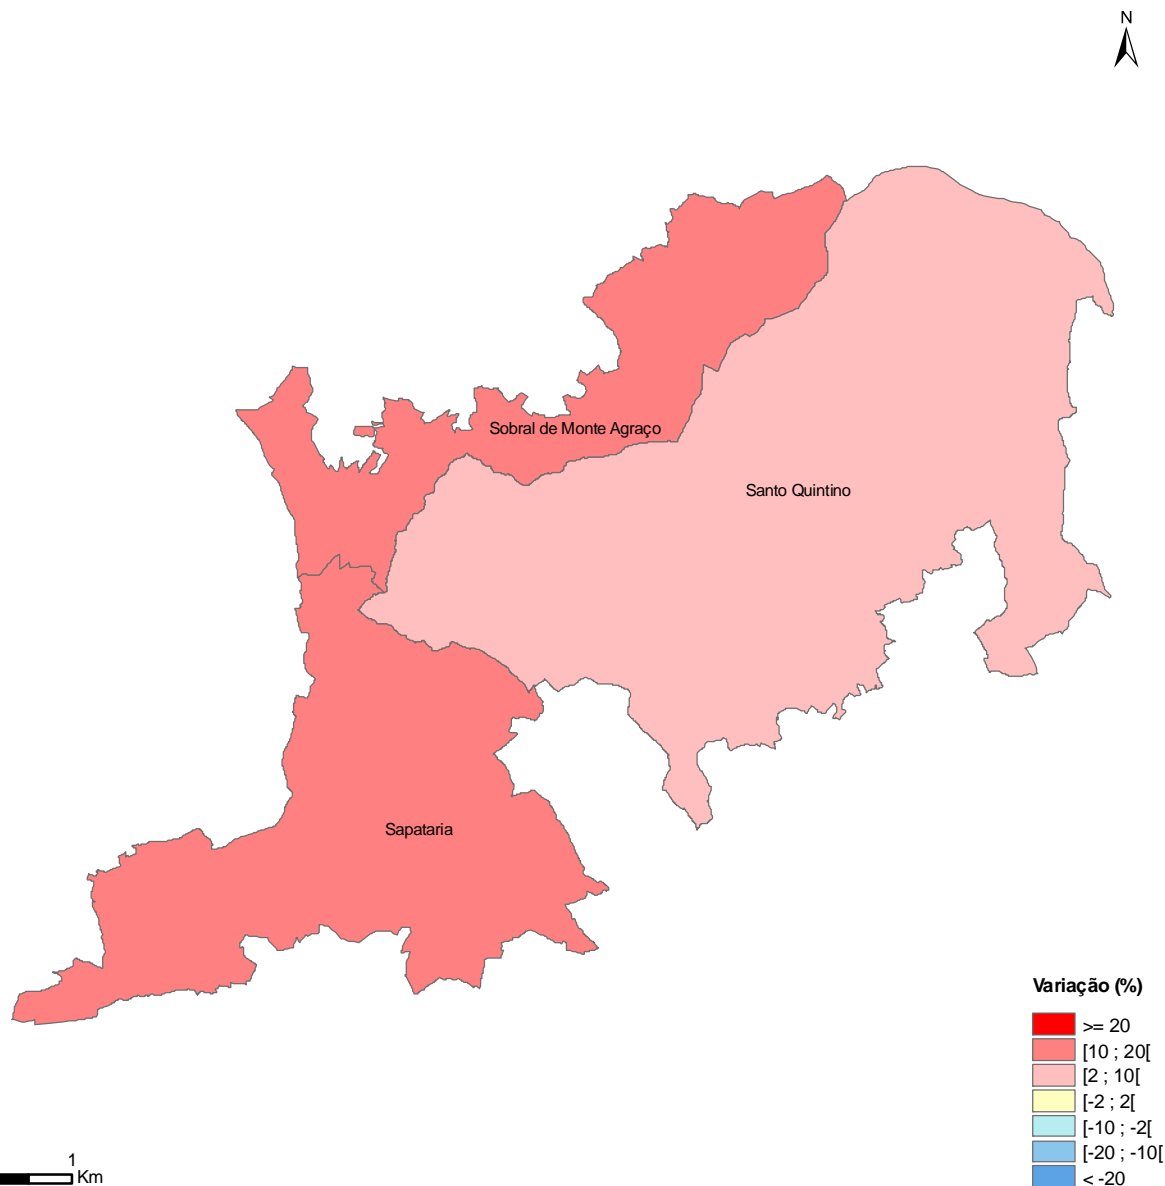 N
Sobral de Monte Agraço
Santo Quintino
Sapataria
Variação (%)
>= 20
[10 ; 20[
[2 ; 10[
[-2 ; 2[
[-10 ; -2[
[-20 ; -10[
< -20
1
Km